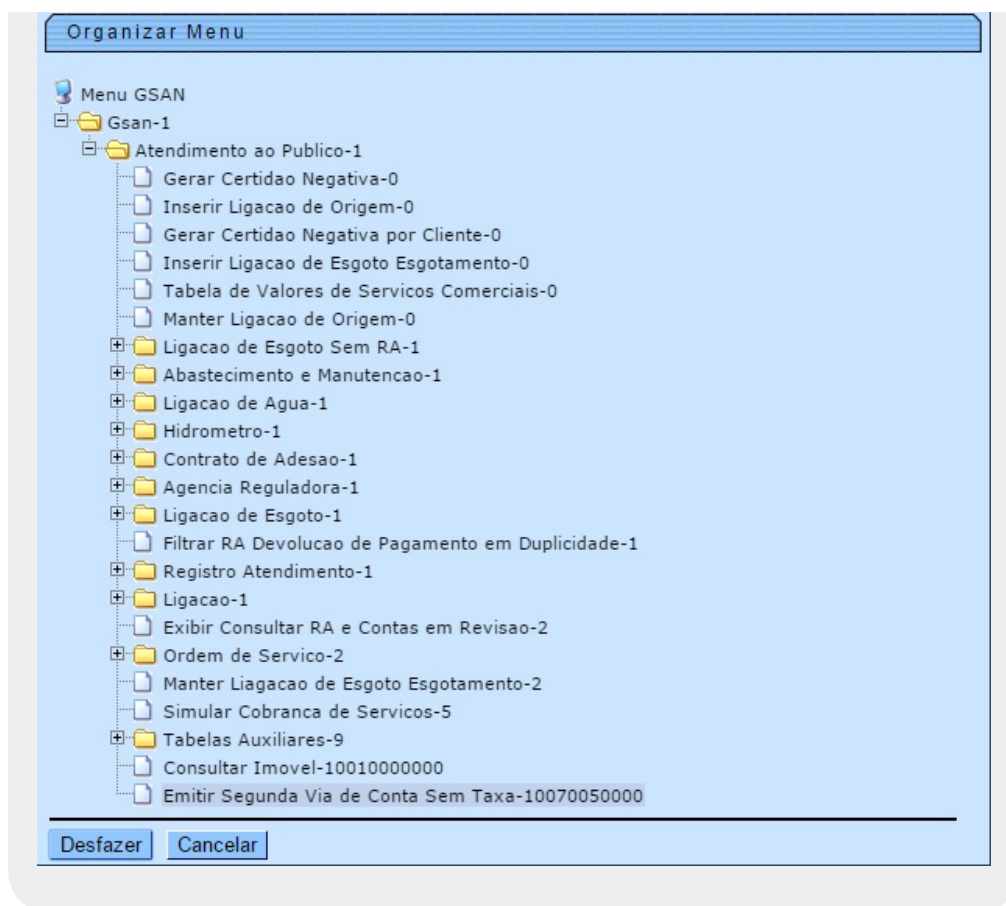 Organizar Menu
Menu GSAN
Gsan-1
Atendimento ao Publico-1
Gerar Certidao Negativa-0
Inserir Ligacao de Origem-0
Gerar Certidao Negativa por Cliente-0
Inserir Ligacao de Esgoto Esgotamento-0
Tabela de Valores de Servicos Comerciais-0
Manter Ligacao de Origem-0
Ligacao de Esgoto Sem RA-1
Abastecimento e Manutencao-1
Ligacao de Agua-1
Hidrometro-1
Contrato de Adesao-1
Agencia Reguladora-1
Ligacao de Esgoto-1
Filtrar RA Devolucao de Pagamento em Duplicidade-1
Registro Atendimento-1
Ligacao-1
Exibir Consultar RA e Contas em Revisao-2
Ordem de Servico-2
Manter Liagacao de Esgoto Esgotamento-2
Simular Cobranca de Servicos-5
Tabelas Auxiliares-9
Consultar Imovel-10010000000
Emitir Segunda Via de Conta Sem Taxa-10070050000
Desfazer Cancelar